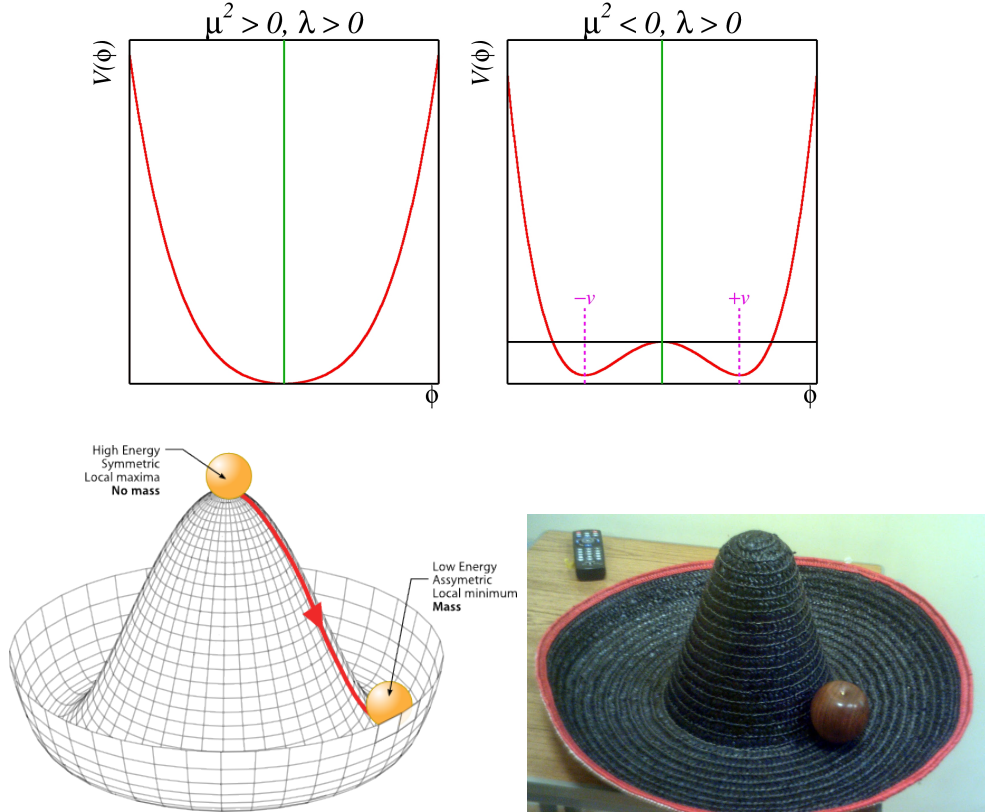 μ² > 0, λ > 0
V(ϕ)
ϕ
μ² < 0, λ > 0
V(ϕ)
−v
+v
ϕ
High Energy
Symmetric
Local maxima
No mass
Low Energy
Assymetric
Local minimum
Mass